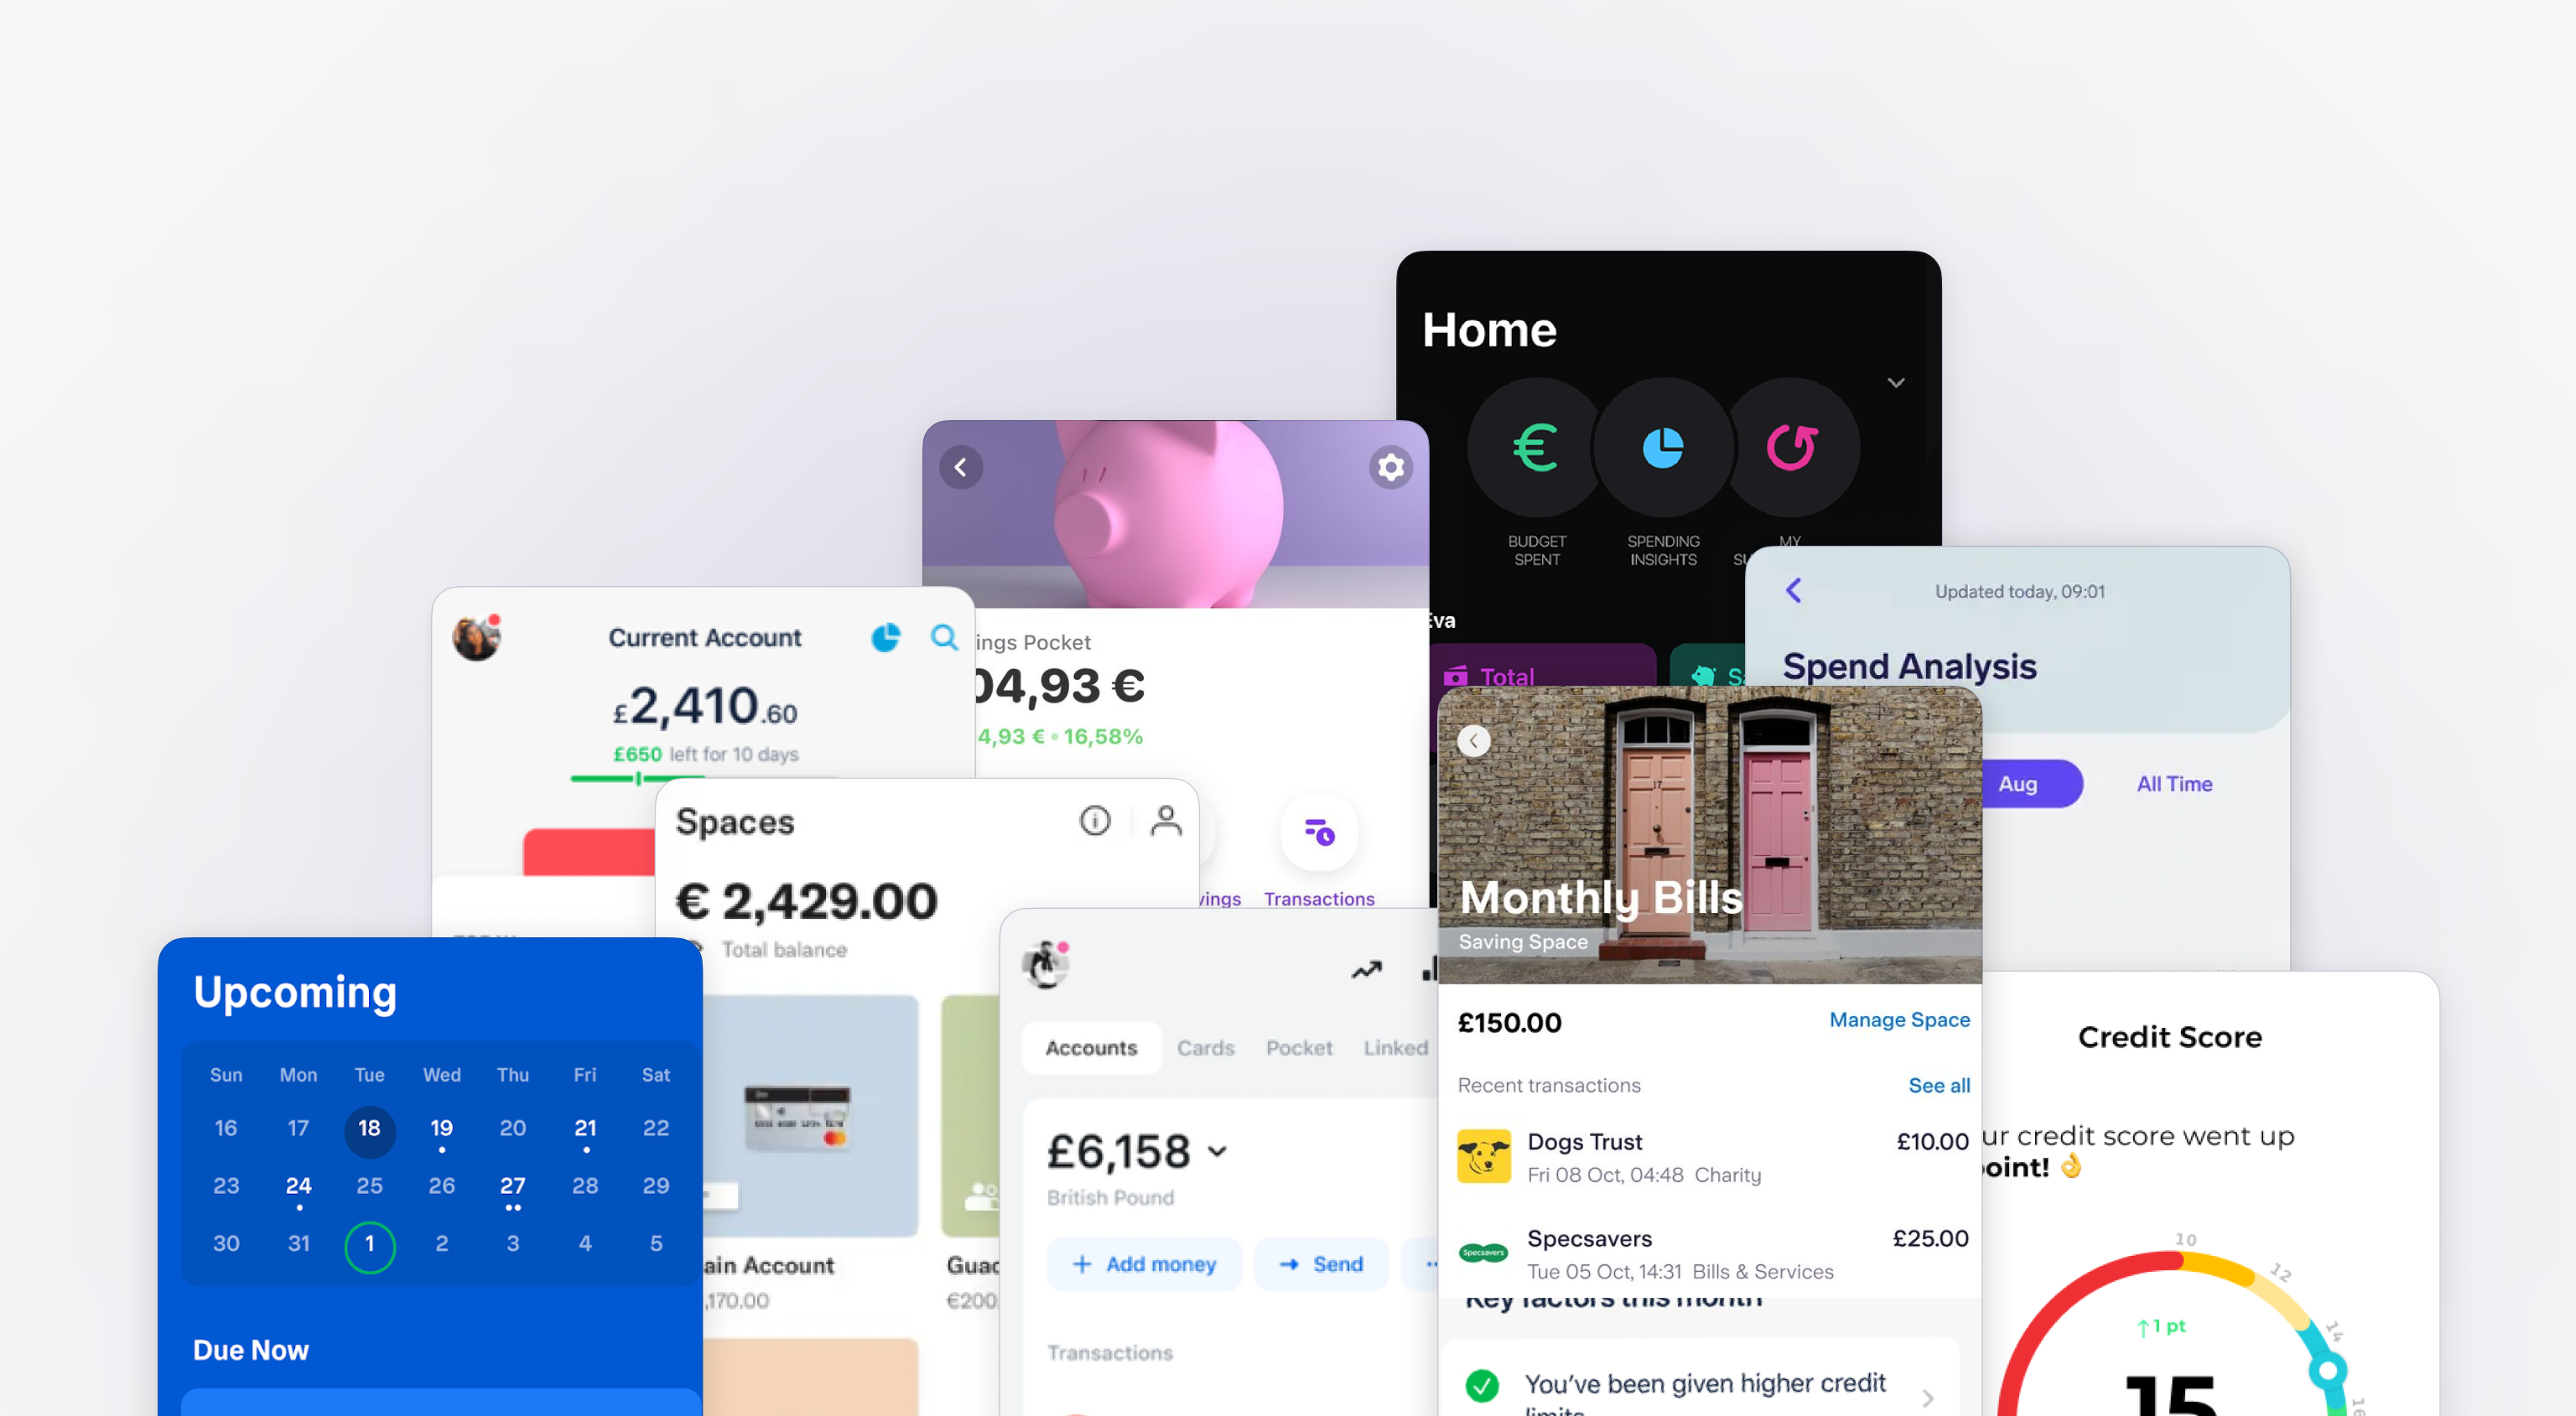 Home
BUDGET
SPENT
SPENDING
INSIGHTS
MY
Total
Updated today, 09:01
Spend Analysis
Aug
All Time
ings Pocket
04,93 €
4,93 € • 16,58%
vings
Transactions
Current Account
£2,410.60
£650 left for 10 days
Spaces
€ 2,429.00
Total balance
ain Account
,170.00
Guac
€200.
Upcoming
Sun Mon Tue Wed Thu Fri Sat
16 17 18 19 20 21 22
23 24 25 26 27 28 29
30 31 1 2 3 4 5
Due Now
Accounts Cards Pocket Linked
£6,158
British Pound
+ Add money
→ Send
Transactions
17
Monthly Bills
Saving Space
£150.00
Manage Space
Recent transactions
See all
Dogs Trust
£10.00
Fri 08 Oct, 04:48 Charity
Specsavers
Specsavers
£25.00
Tue 05 Oct, 14:31 Bills & Services
Key factors this month
You've been given higher credit
limits
Credit Score
ur credit score went up
point! 👌
10
12
14
16
↑1 pt
15